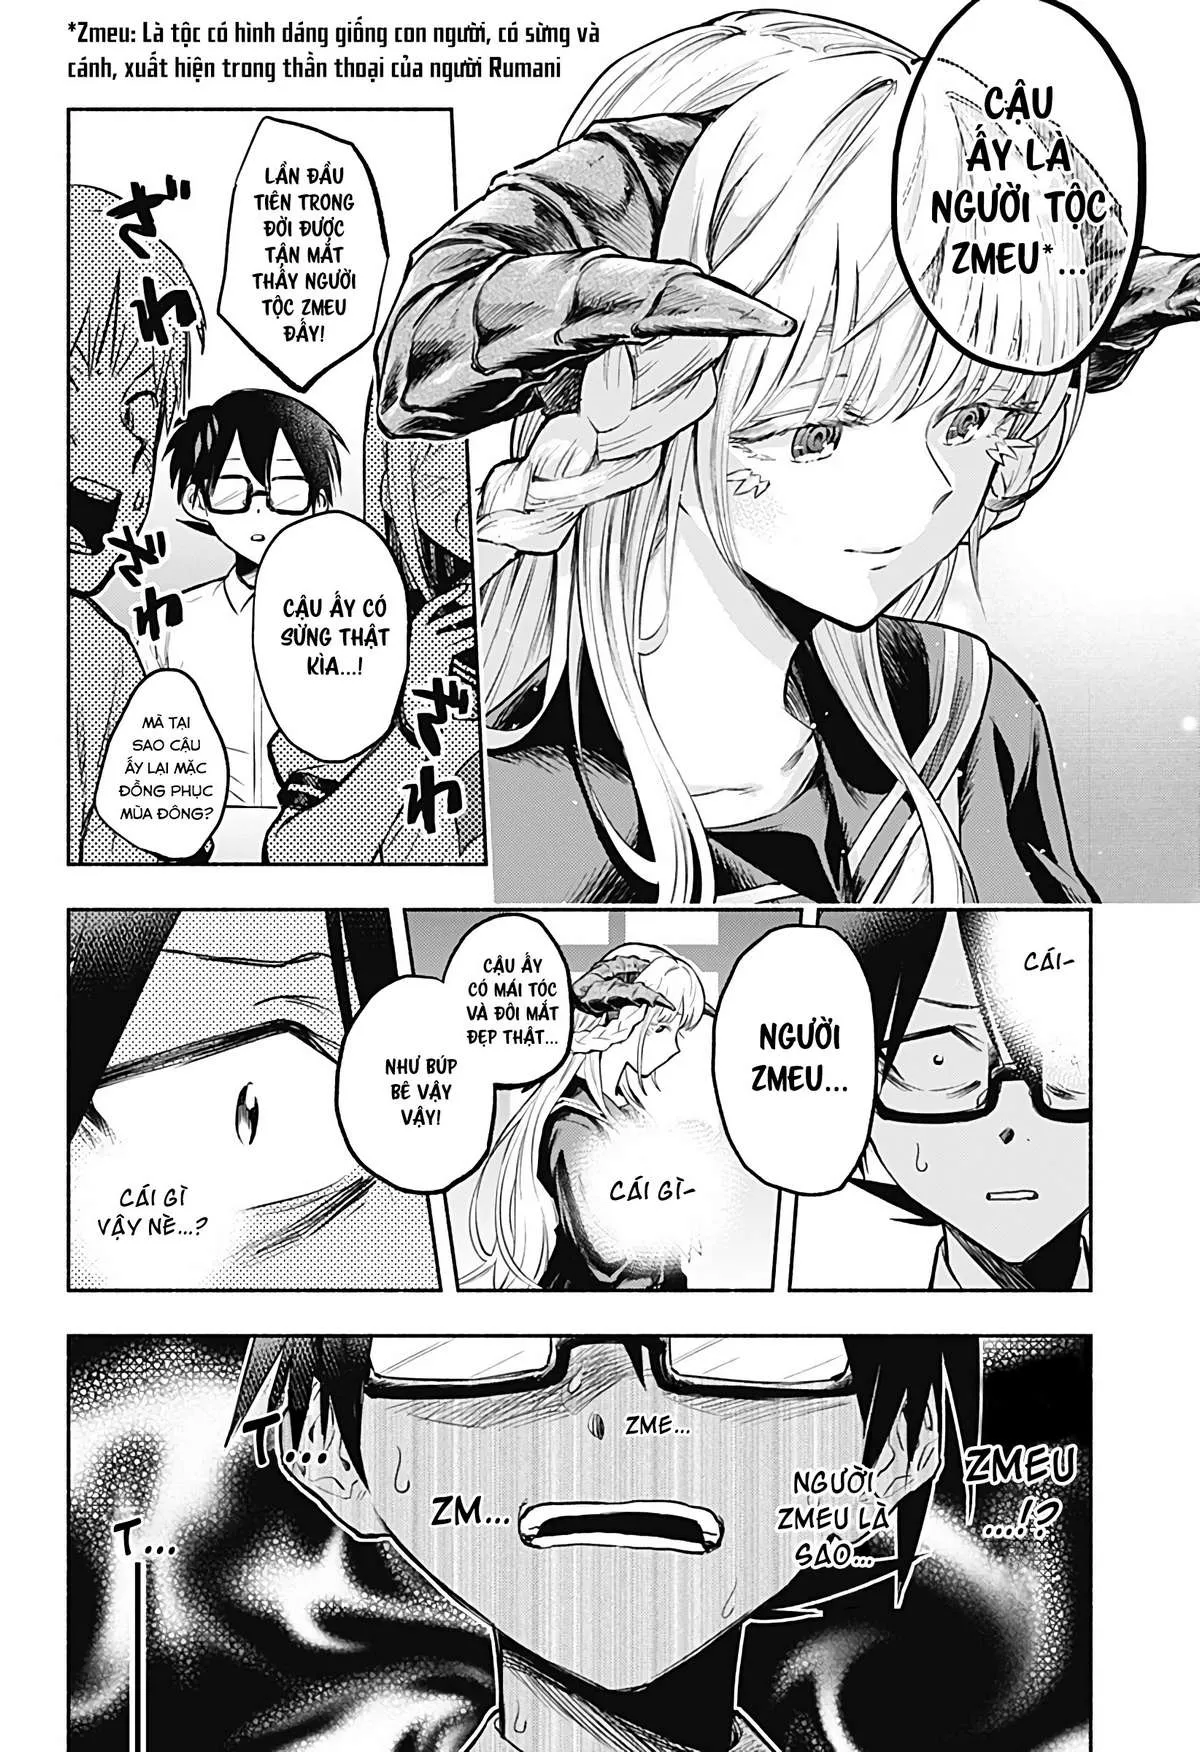 *Zmeu: Là tộc có hình dáng giống con người, có sừng và
cánh, xuất hiện trong thần thoại của người Rumani
CẬU
ẤY LÀ
NGƯỜI TỘC
ZMEU*...
LẦN ĐẦU
TIÊN TRONG
ĐỜI ĐƯỢC
TẬN MẮT
THẤY NGƯỜI
TỘC ZMEU
ĐẤY!
ざわ
ざわ
ざわ
ざわ
CẬU ẤY CÓ
SỪNG THẬT
KÌA...!
MÀ TẠI
SAO CẬU
ẤY LẠI MẶC
ĐỒNG PHỤC
MÙA ĐÔNG?
CÁI-
NGƯỜI
ZMEU...
CẬU ẤY
CÓ MÁI TÓC
VÀ ĐÔI MẮT
ĐẸP THẬT...
NHƯ BÚP
BÊ VẬY
VẬY!
CÁI GÌ-
CÁI GÌ
VẬY NÈ...?
ZMEU
....!?
NGƯỜI
ZMEU LÀ
SAO...
ZME...
ZM...
T...
T...